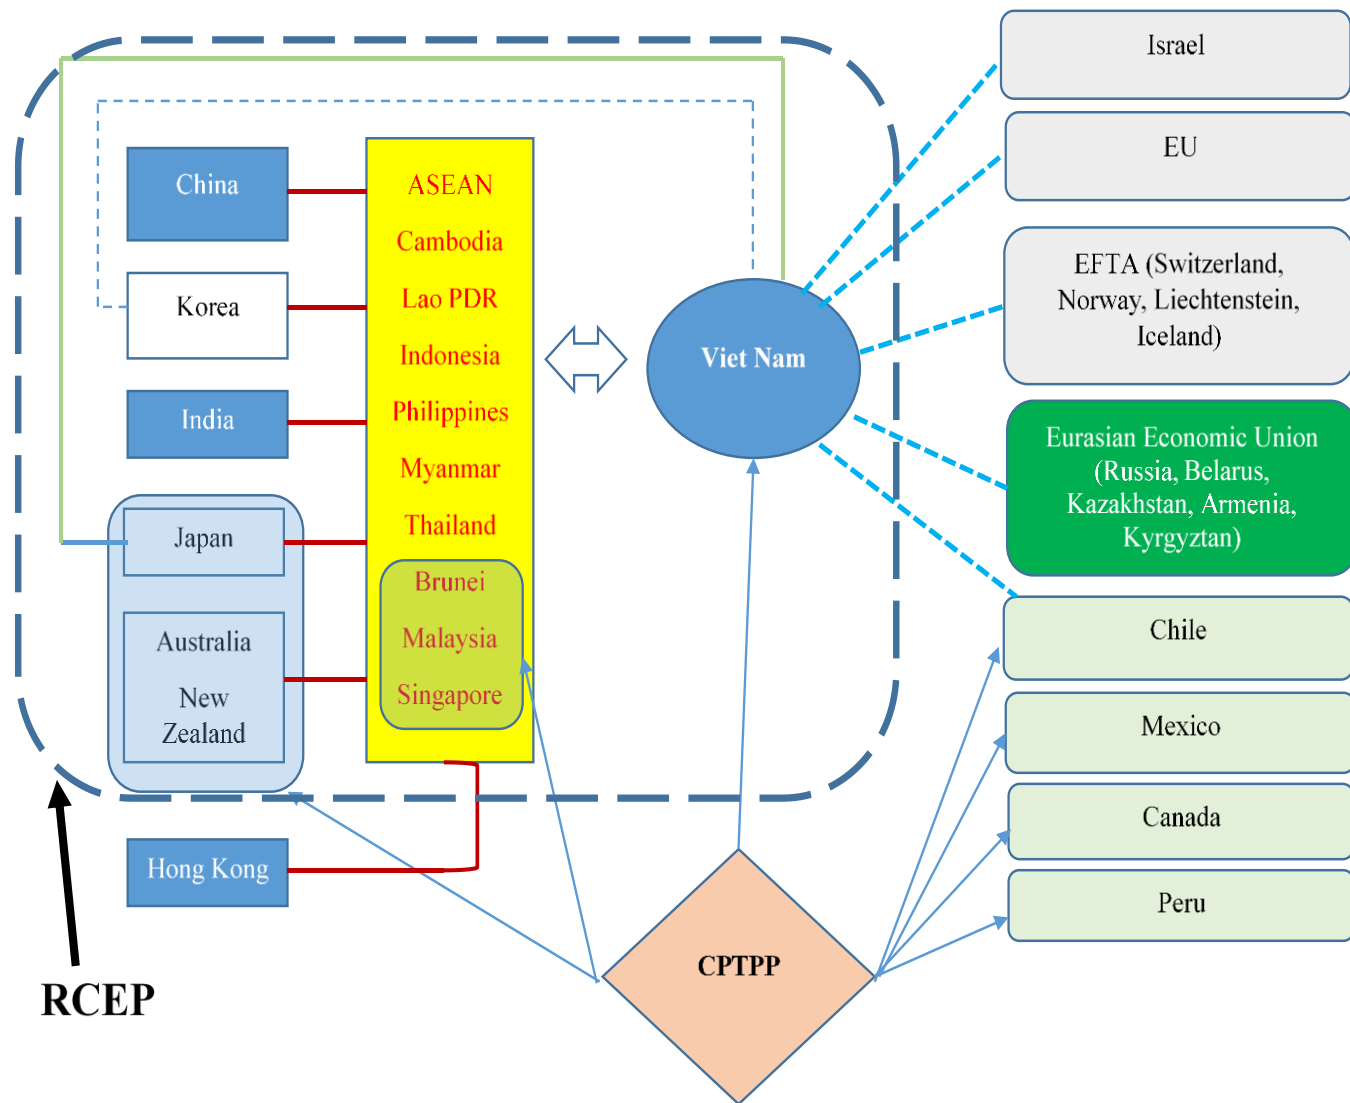 China
Korea
India
Japan
Australia
New
Zealand
Hong Kong
RCEP
ASEAN
Cambodia
Lao PDR
Indonesia
Philippines
Myanmar
Thailand
Brunei
Malaysia
Singapore
Viet Nam
CPTPP
Israel
EU
EFTA (Switzerland,
Norway, Liechtenstein,
Iceland)
Eurasian Economic Union
(Russia, Belarus,
Kazakhstan, Armenia,
Kyrgyztan)
Chile
Mexico
Canada
Peru